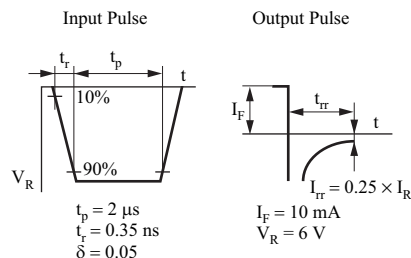 Input Pulse
t_r
t_p
t
10%
90%
V_R
t_p = 2 μs
t_r = 0.35 ns
δ = 0.05
Output Pulse
I_F
t_rr
t
I_rr = 0.25 × I_R
I_F = 10 mA
V_R = 6 V